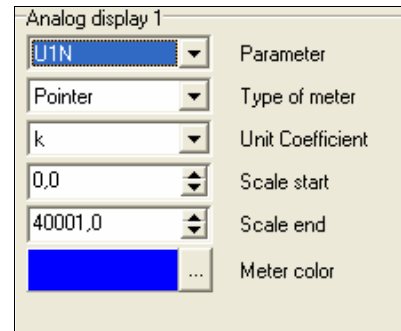 Analog display 1
U1N Parameter
Pointer Type of meter
k Unit Coefficient
0,0 Scale start
40001,0 Scale end
... Meter color